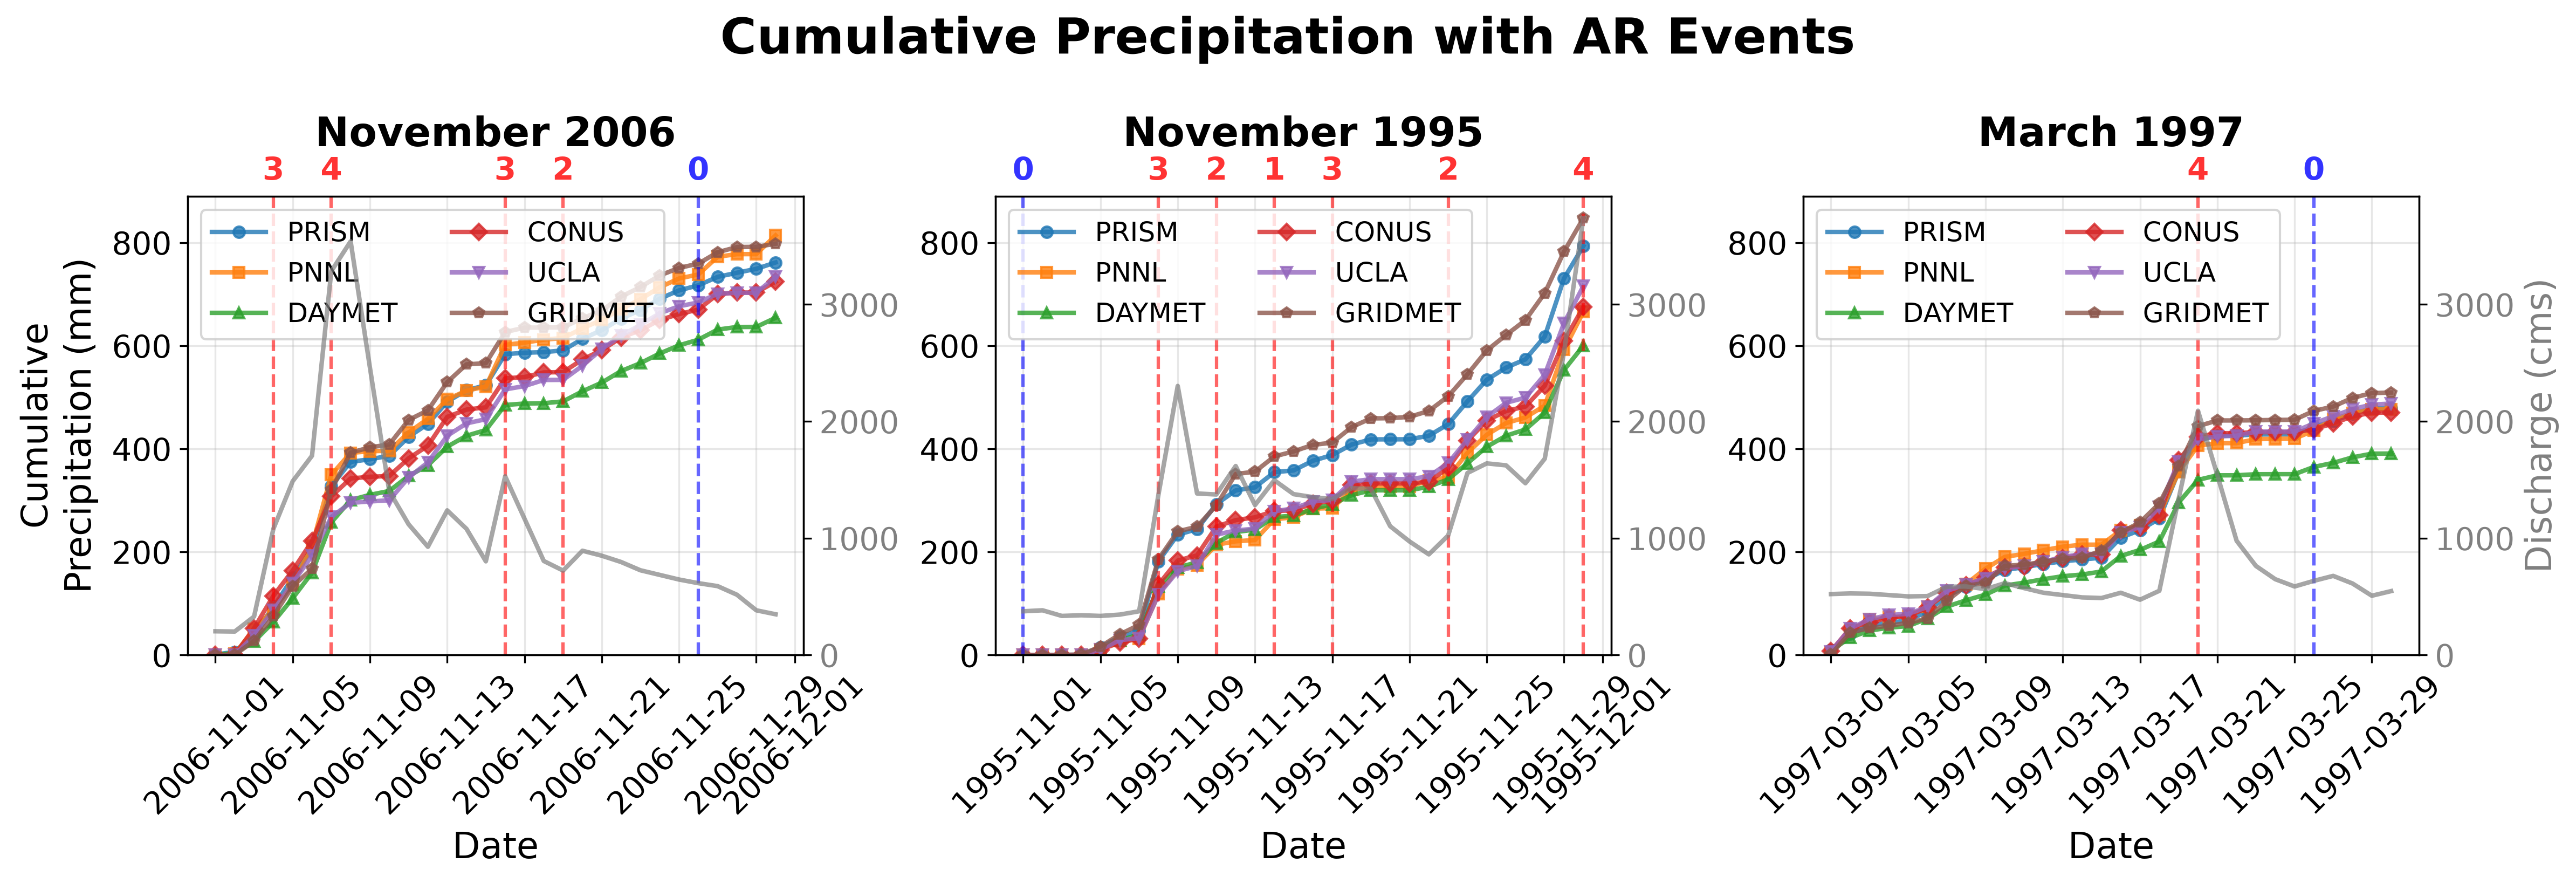 Cumulative Precipitation with AR Events
November 2006
3 4 3 2 0
Cumulative
Precipitation (mm)
800
600
400
200
0
PRISM CONUS
PNNL UCLA
DAYMET GRIDMET
3000
2000
1000
0
2006-11-01
2006-11-05
2006-11-09
2006-11-13
2006-11-17
2006-11-21
2006-11-25
2006-11-29
2006-12-01
Date
November 1995
0 3 2 1 3 2 4
800
600
400
200
0
PRISM CONUS
PNNL UCLA
DAYMET GRIDMET
3000
2000
1000
0
1995-11-01
1995-11-05
1995-11-09
1995-11-13
1995-11-17
1995-11-21
1995-11-25
1995-11-29
1995-12-01
Date
March 1997
4 0
800
600
400
200
0
PRISM CONUS
PNNL UCLA
DAYMET GRIDMET
3000
2000
1000
0
Discharge (cms)
1997-03-01
1997-03-05
1997-03-09
1997-03-13
1997-03-17
1997-03-21
1997-03-25
1997-03-29
Date